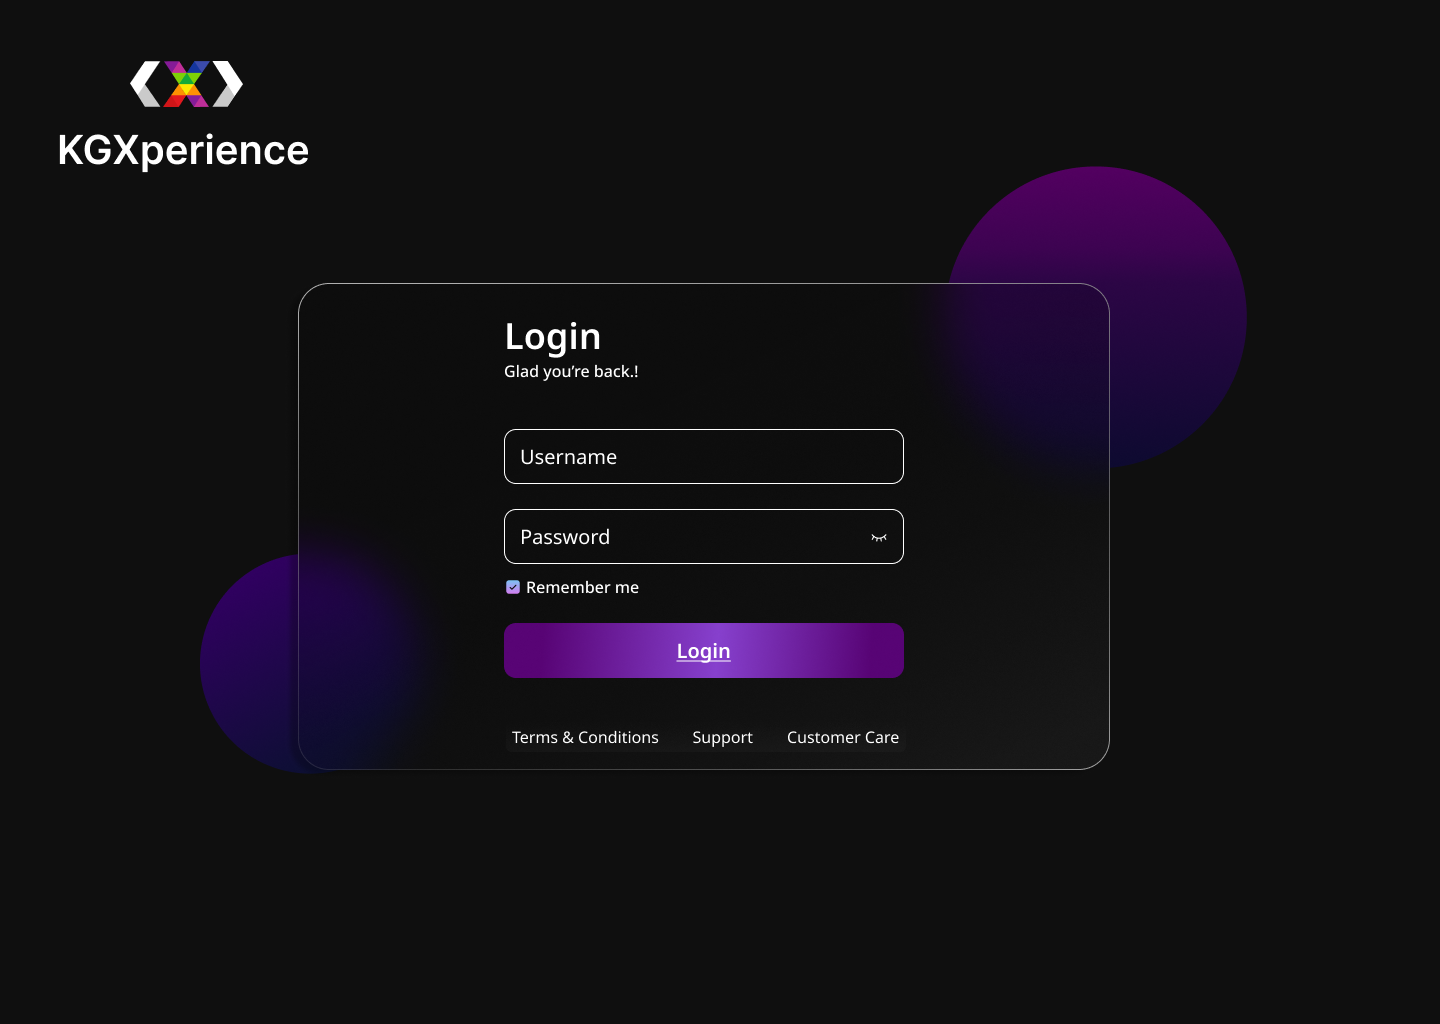 KGXperience
Login
Glad you’re back.!
Username
Password
Remember me
Login
Terms & Conditions Support Customer Care